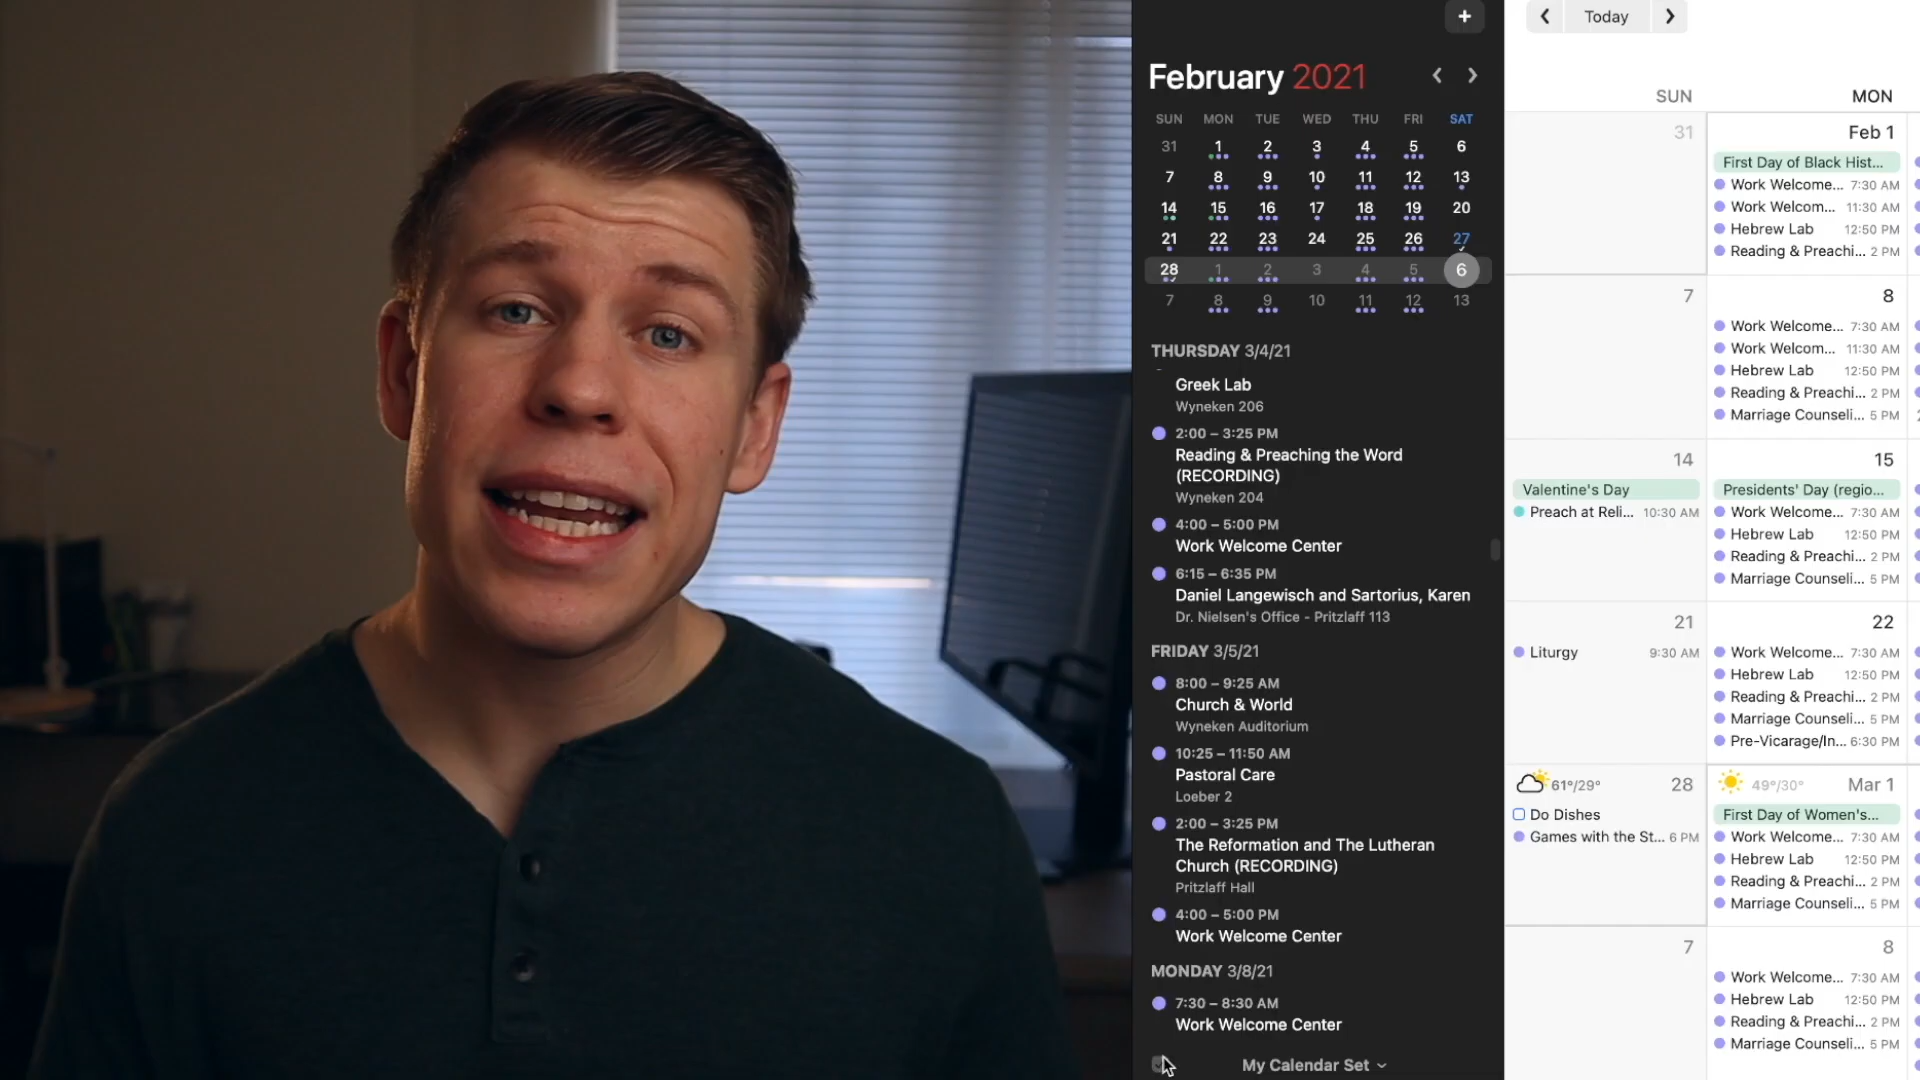 +
February 2021
SUN MON TUE WED THU FRI SAT
31 1 2 3 4 5 6
7 8 9 10 11 12 13
14 15 16 17 18 19 20
21 22 23 24 25 26 27
28 1 2 3 4 5 6
7 8 9 10 11 12 13
THURSDAY 3/4/21
Greek Lab
Wyneken 206
2:00 – 3:25 PM
Reading & Preaching the Word
(RECORDING)
Wyneken 204
4:00 – 5:00 PM
Work Welcome Center
6:15 – 6:35 PM
Daniel Langewisch and Sartorius, Karen
Dr. Nielsen's Office - Pritzlaff 113
FRIDAY 3/5/21
8:00 – 9:25 AM
Church & World
Wyneken Auditorium
10:25 – 11:50 AM
Pastoral Care
Loeber 2
2:00 – 3:25 PM
The Reformation and The Lutheran
Church (RECORDING)
Pritzlaff Hall
4:00 – 5:00 PM
Work Welcome Center
MONDAY 3/8/21
7:30 – 8:30 AM
Work Welcome Center
My Calendar Set
Today
SUN MON
31
Feb 1
First Day of Black Hist...
Work Welcome... 7:30 AM
Work Welcom... 11:30 AM
Hebrew Lab 12:50 PM
Reading & Preachi... 2 PM
7
8
Work Welcome... 7:30 AM
Work Welcom... 11:30 AM
Hebrew Lab 12:50 PM
Reading & Preachi... 2 PM
Marriage Counseli... 5 PM
14
Valentine's Day
Preach at Reli... 10:30 AM
15
Presidents' Day (regio...
Work Welcome... 7:30 AM
Hebrew Lab 12:50 PM
Reading & Preachi... 2 PM
Marriage Counseli... 5 PM
21
Liturgy 9:30 AM
22
Work Welcome... 7:30 AM
Hebrew Lab 12:50 PM
Reading & Preachi... 2 PM
Marriage Counseli... 5 PM
Pre-Vicarage/In... 6:30 PM
61°/29° 28
Do Dishes
Games with the St... 6 PM
49°/30° Mar 1
First Day of Women's...
Work Welcome... 7:30 AM
Hebrew Lab 12:50 PM
Reading & Preachi... 2 PM
Marriage Counseli... 5 PM
7
8
Work Welcome... 7:30 AM
Hebrew Lab 12:50 PM
Reading & Preachi... 2 PM
Marriage Counseli... 5 PM